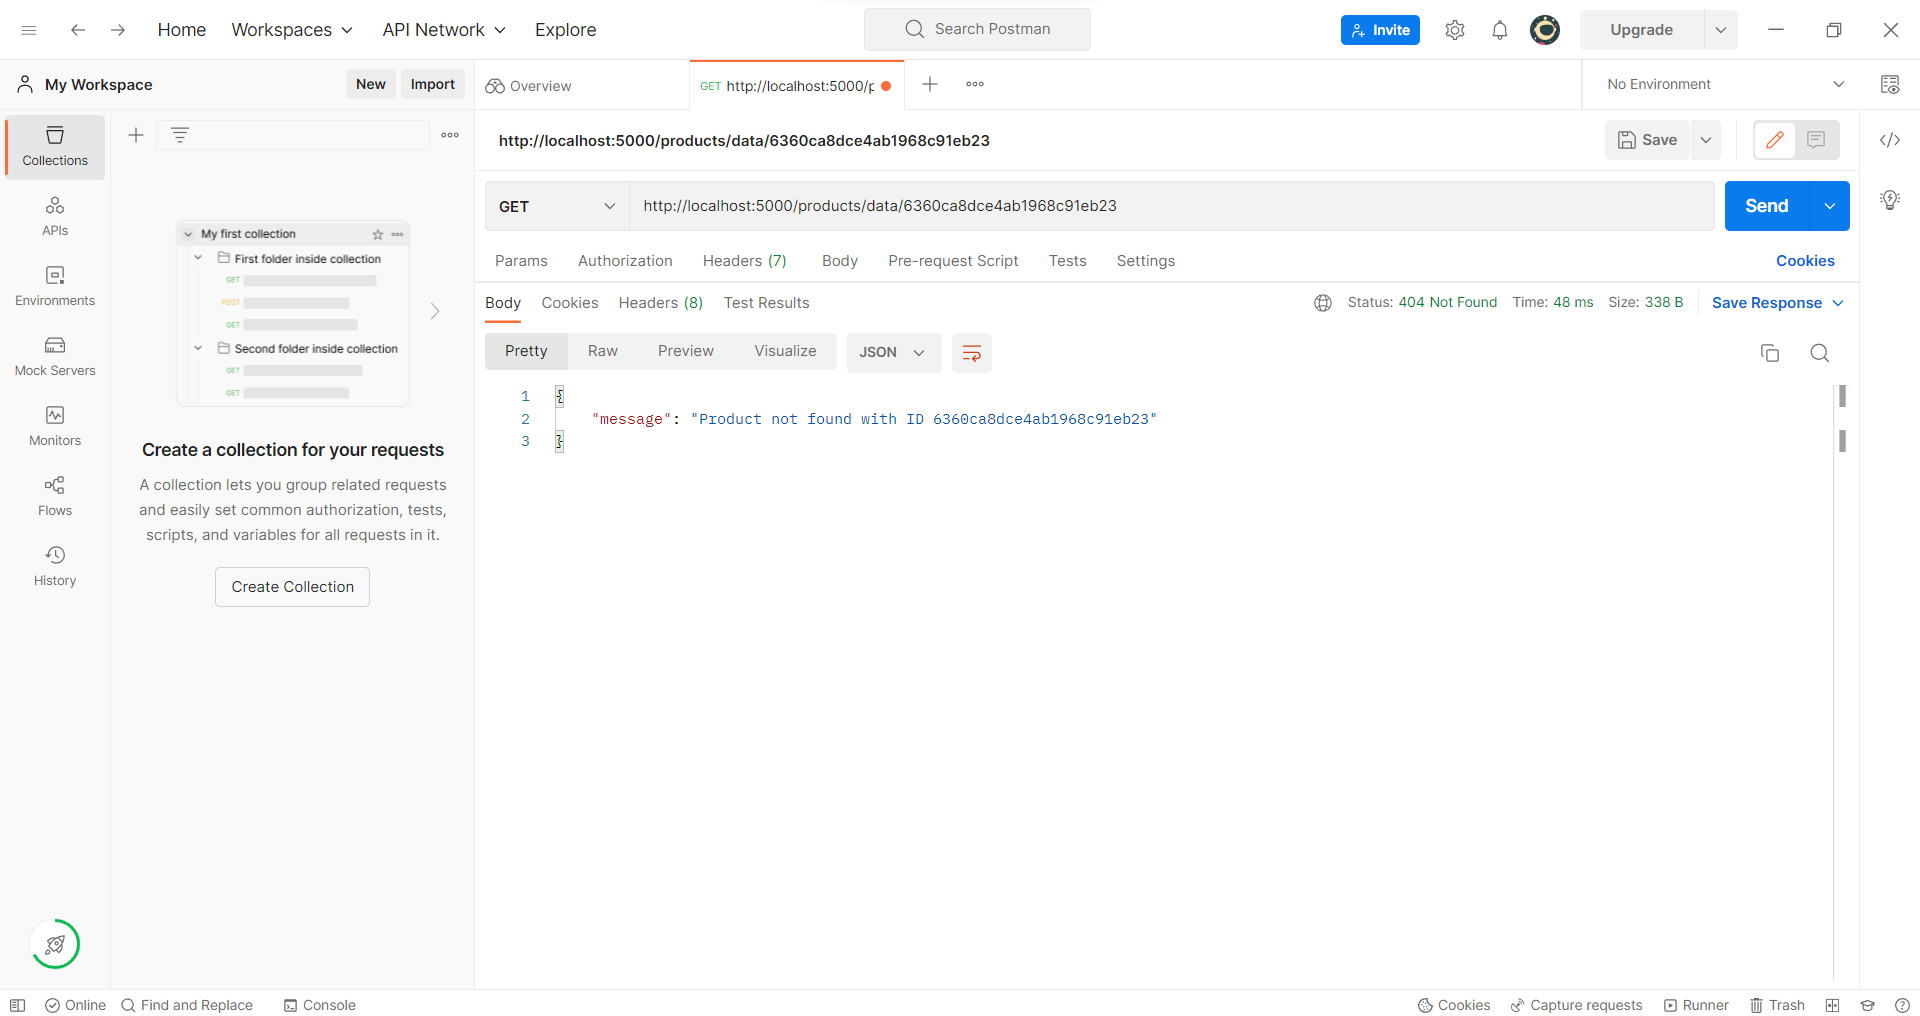 Home Workspaces API Network Explore Search Postman Invite Upgrade
My Workspace New Import
Overview GET http://localhost:5000/p No Environment
Collections
APIs
Environments
Mock Servers
Monitors
Flows
History
My first collection
First folder inside collection
GET
POST
GET
Second folder inside collection
GET
GET
Create a collection for your requests
A collection lets you group related requests
and easily set common authorization, tests,
scripts, and variables for all requests in it.
Create Collection
http://localhost:5000/products/data/6360ca8dce4ab1968c91eb23 Save
GET http://localhost:5000/products/data/6360ca8dce4ab1968c91eb23 Send
Params Authorization Headers (7) Body Pre-request Script Tests Settings Cookies
Body Cookies Headers (8) Test Results Status: 404 Not Found Time: 48 ms Size: 338 B Save Response
Pretty Raw Preview Visualize JSON
1 {
2 "message": "Product not found with ID 6360ca8dce4ab1968c91eb23"
3 }
Online Find and Replace Console Cookies Capture requests Runner Trash